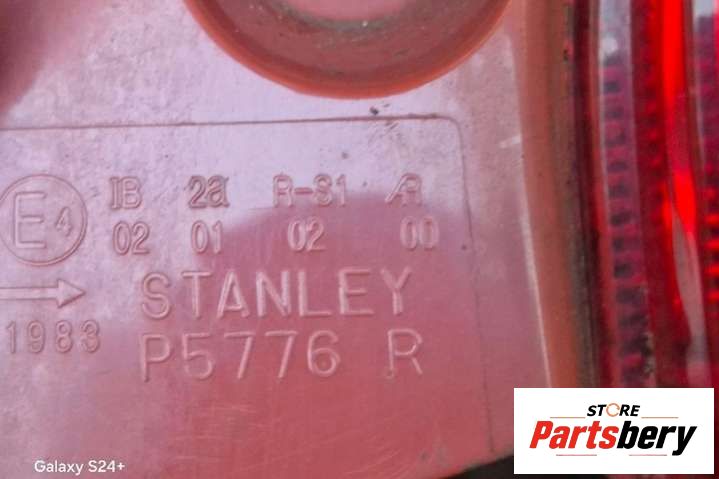 IB 2a R-S1 AR
E4 02 01 02 00
STANLEY
1983
P5776 R
STORE
Partsbery
Galaxy S24+